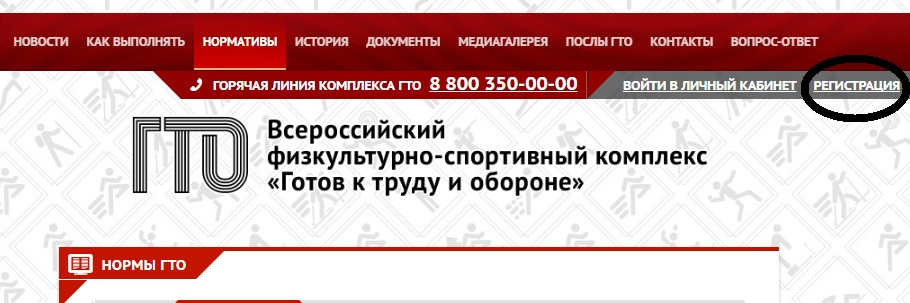 НОВОСТИ КАК ВЫПОЛНЯТЬ НОРМАТИВЫ ИСТОРИЯ ДОКУМЕНТЫ МЕДИАГАЛЕРЕЯ ПОСЛЫ ГТО КОНТАКТЫ ВОПРОС-ОТВЕТ
ГОРЯЧАЯ ЛИНИЯ КОМПЛЕКСА ГТО 8 800 350-00-00 ВОЙТИ В ЛИЧНЫЙ КАБИНЕТ РЕГИСТРАЦИЯ
ГТО
Всероссийский
физкультурно-спортивный комплекс
«Готов к труду и обороне»
НОРМЫ ГТО